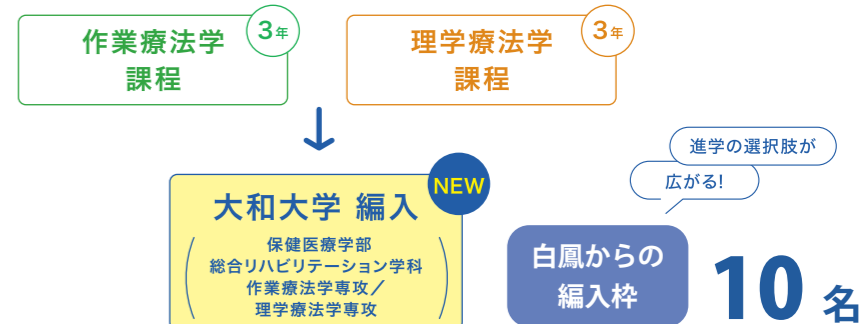 作業療法学
課程
3年
理学療法学
課程
3年
進学の選択肢が
広がる!
NEW
大和大学 編入
保健医療学部
総合リハビリテーション学科
作業療法学専攻／
理学療法学専攻
白鳳からの
編入枠
10名